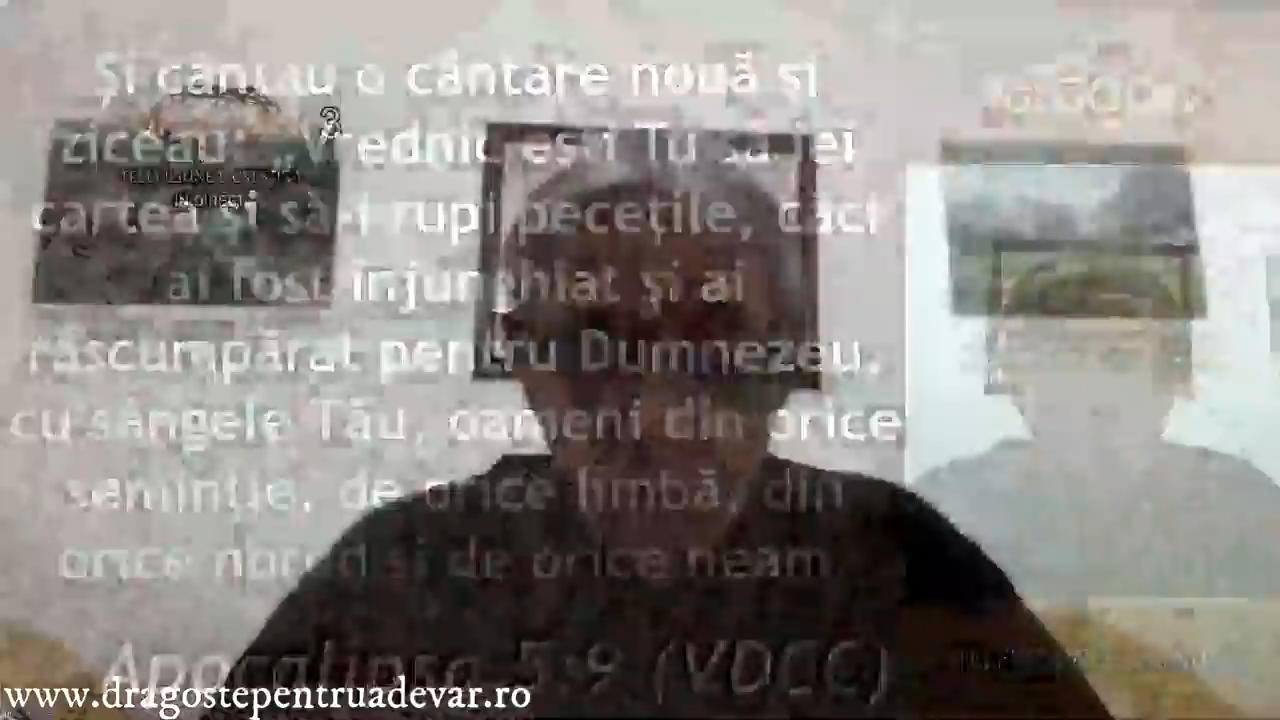 Și cântau o cântare nouă și
ziceau: „Vrednic ești Tu să iei
cartea și să-i rupi pecețile, căci
ai fost înjunghiat și ai
răscumpărat pentru Dumnezeu,
cu sângele Tău, oameni din orice
seminție, de orice limbă, din
orice norod și de orice neam.
Apocalipsa 5:9 (VDCC)
www.dragostepentruadevar.ro